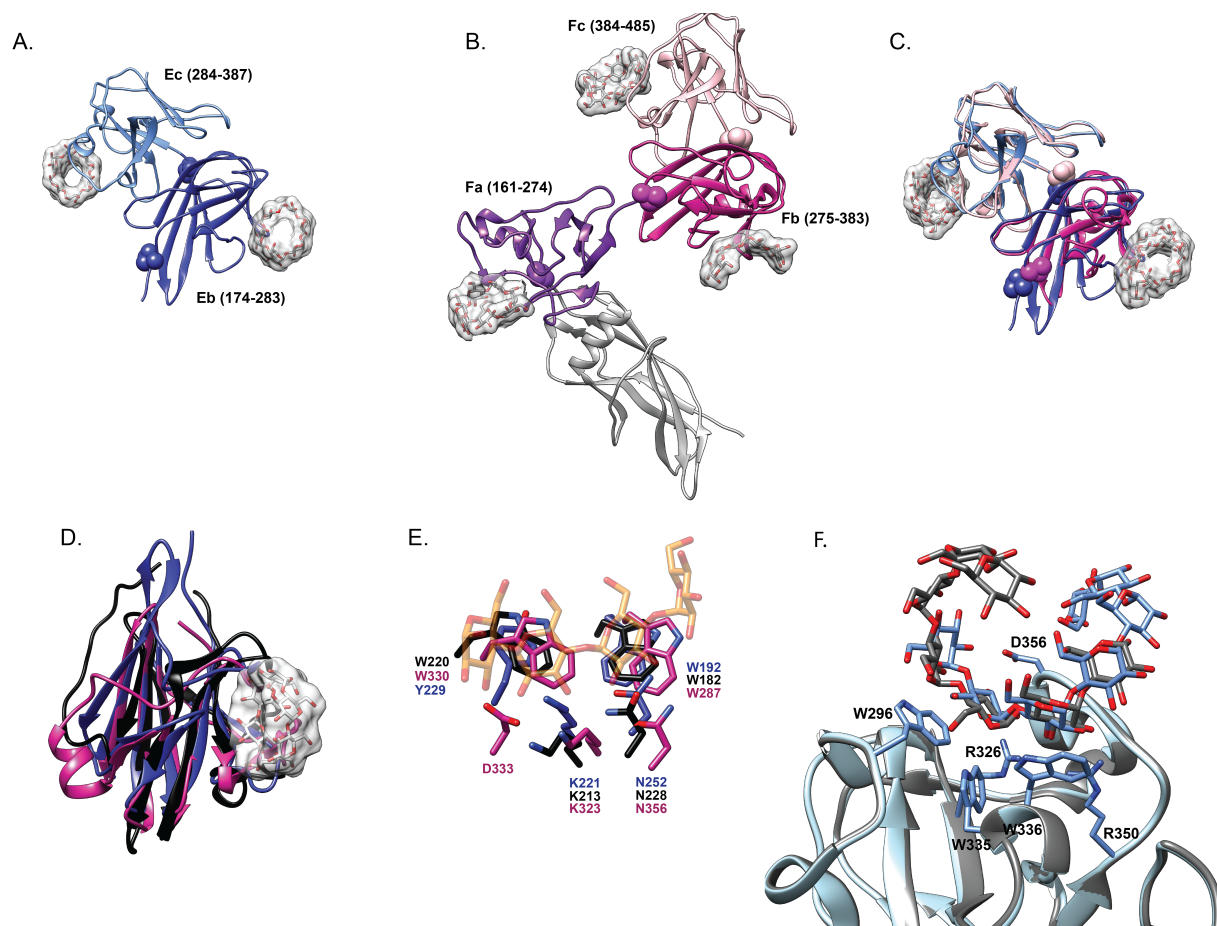 A.
Ec (284-387)
Eb (174-283)
B.
Fc (384-485)
Fa (161-274)
Fb (275-383)
C.
D.
E.
W220
W330
Y229
W192
W182
W287
D333
K221
K213
K323
N252
N228
N356
F.
D356
W296
R326
W335
W336
R350